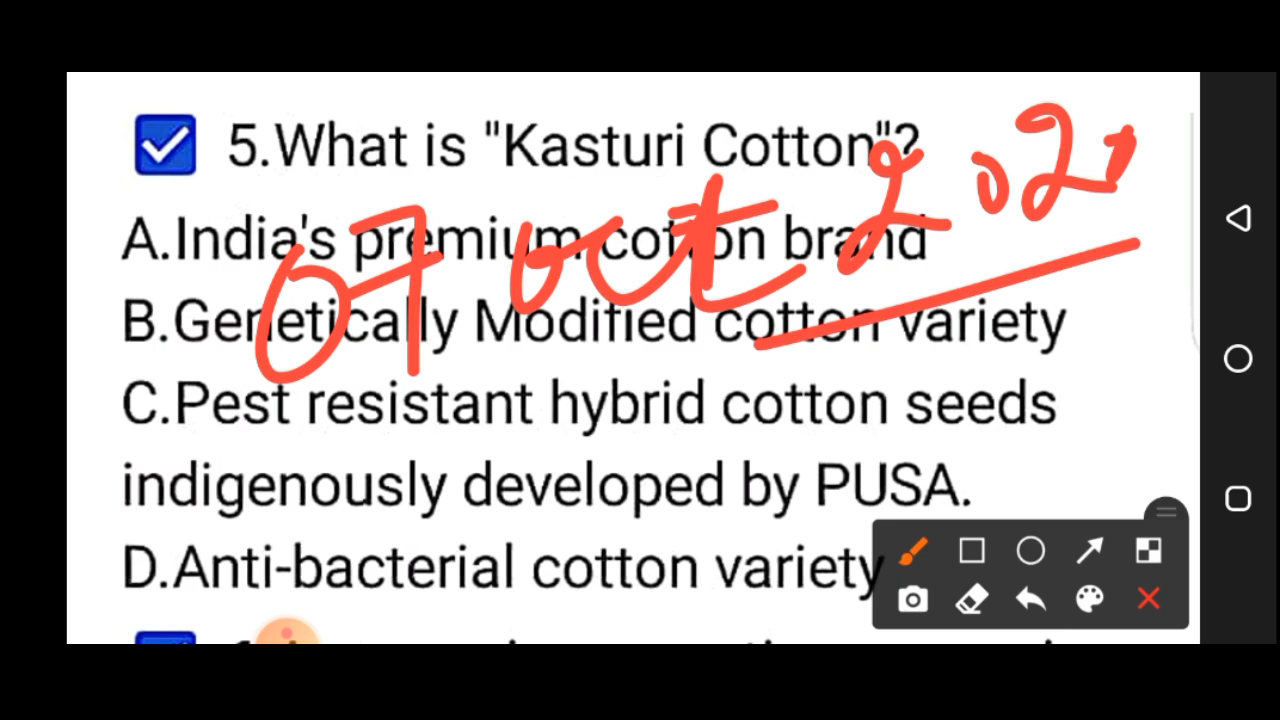 5.What is "Kasturi Cotton"?
A.India's premium cotton brand
07 oct 202
B.Genetically Modified cotton variety
C.Pest resistant hybrid cotton seeds
indigenously developed by PUSA.
D.Anti-bacterial cotton variety